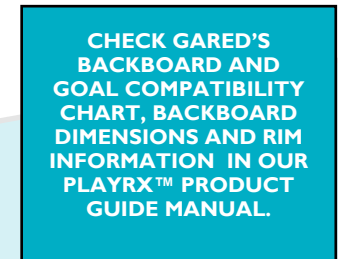 CHECK GARED'S
BACKBOARD AND
GOAL COMPATIBILITY
CHART, BACKBOARD
DIMENSIONS AND RIM
INFORMATION IN OUR
PLAYRX™ PRODUCT
GUIDE MANUAL.